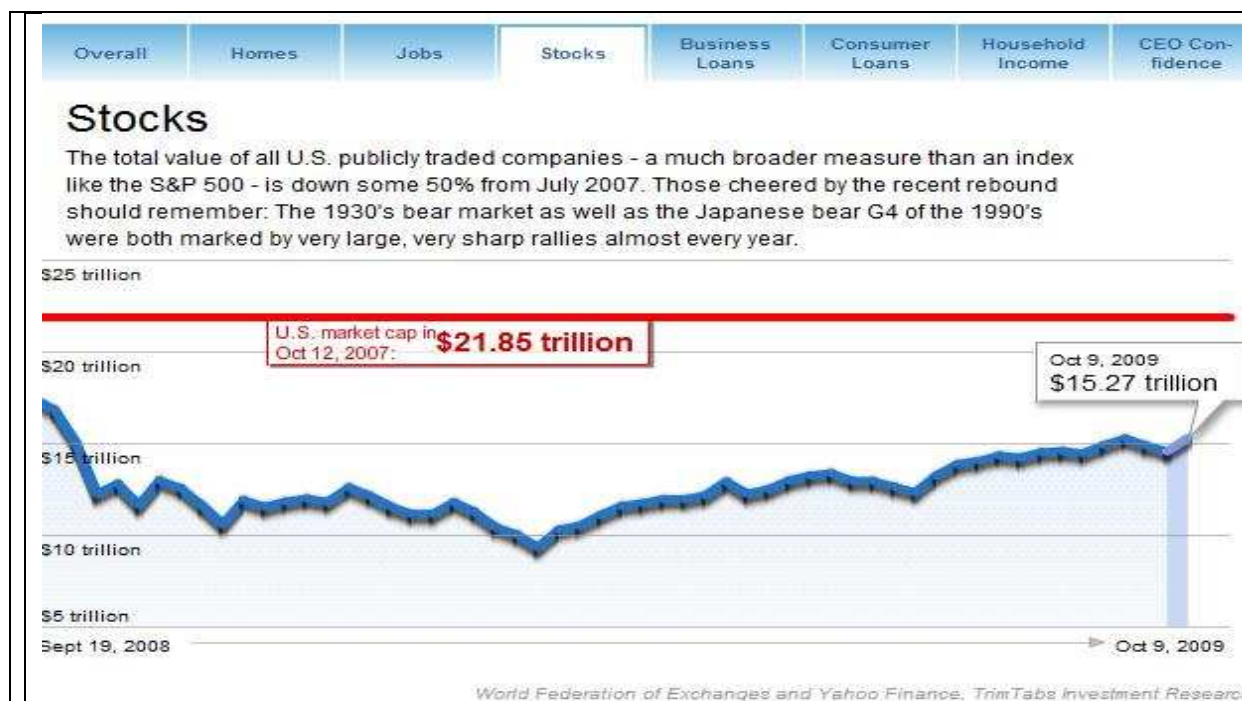 Overall
Homes
Jobs
Stocks
Business
Loans
Consumer
Loans
Household
Income
CEO Con-
fidence
Stocks
The total value of all U.S. publicly traded companies - a much broader measure than an index
like the S&P 500 - is down some 50% from July 2007. Those cheered by the recent rebound
should remember: The 1930's bear market as well as the Japanese bear G4 of the 1990's
were both marked by very large, very sharp rallies almost every year.
$25 trillion
U.S. market cap in
Oct 12, 2007:
$21.85 trillion
$20 trillion
Oct 9, 2009
$15.27 trillion
$15 trillion
$10 trillion
$5 trillion
Sept 19, 2008
Oct 9, 2009
World Federation of Exchanges and Yahoo Finance, TrimTabs Investment Researc